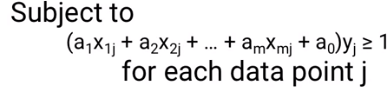 Subject to
(a₁x₁ⱼ + a₂x₂ⱼ + ... + aₘxₘⱼ + a₀)yⱼ ≥ 1
for each data point j